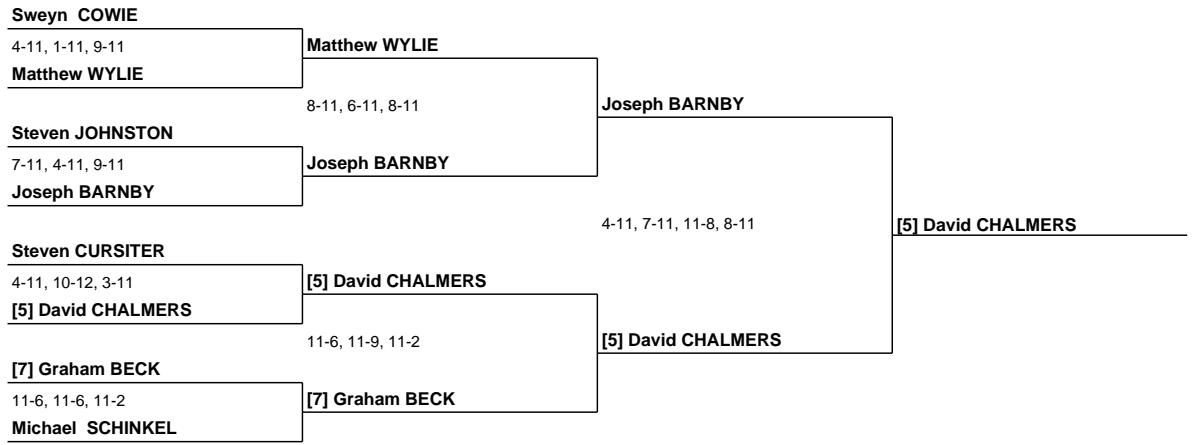 Sweyn  COWIE
4-11, 1-11, 9-11
Matthew WYLIE
Steven JOHNSTON
7-11, 4-11, 9-11
Joseph BARNBY
Steven CURSITER
4-11, 10-12, 3-11
[5] David CHALMERS
[7] Graham BECK
11-6, 11-6, 11-2
Michael  SCHINKEL
Matthew WYLIE
8-11, 6-11, 8-11
Joseph BARNBY
[5] David CHALMERS
11-6, 11-9, 11-2
[7] Graham BECK
Joseph BARNBY
4-11, 7-11, 11-8, 8-11
[5] David CHALMERS
[5] David CHALMERS